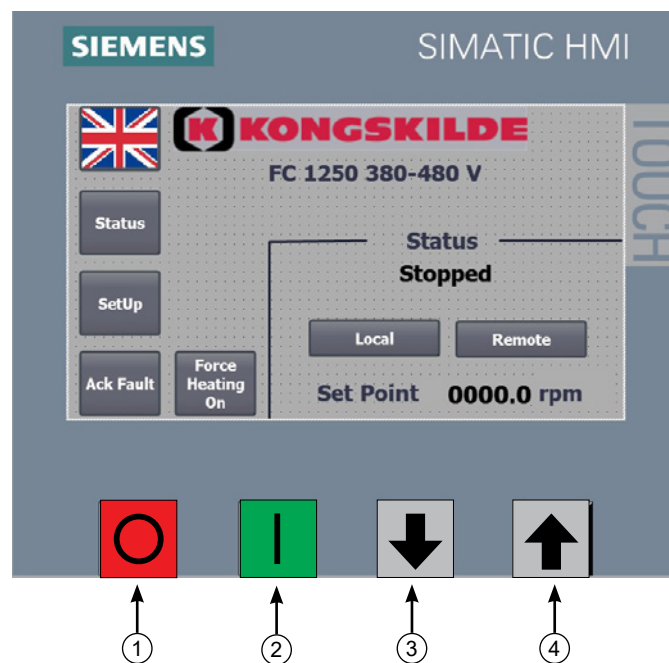 SIEMENS
SIMATIC HMI
TOUCH
K KONGSKILDE
FC 1250 380-480 V
Status
Status
Stopped
SetUp
Local
Remote
Ack Fault
Force
Heating
On
Set Point 0000.0 rpm
1
2
3
4